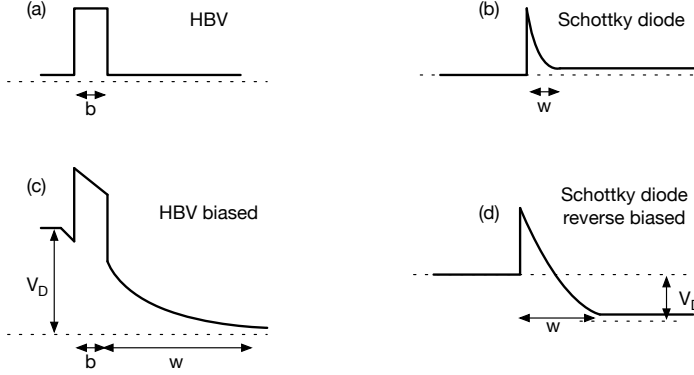 (a)
HBV
b
(b)
Schottky diode
w
(c)
HBV biased
V_D
b
w
(d)
Schottky diode
reverse biased
V_D
w